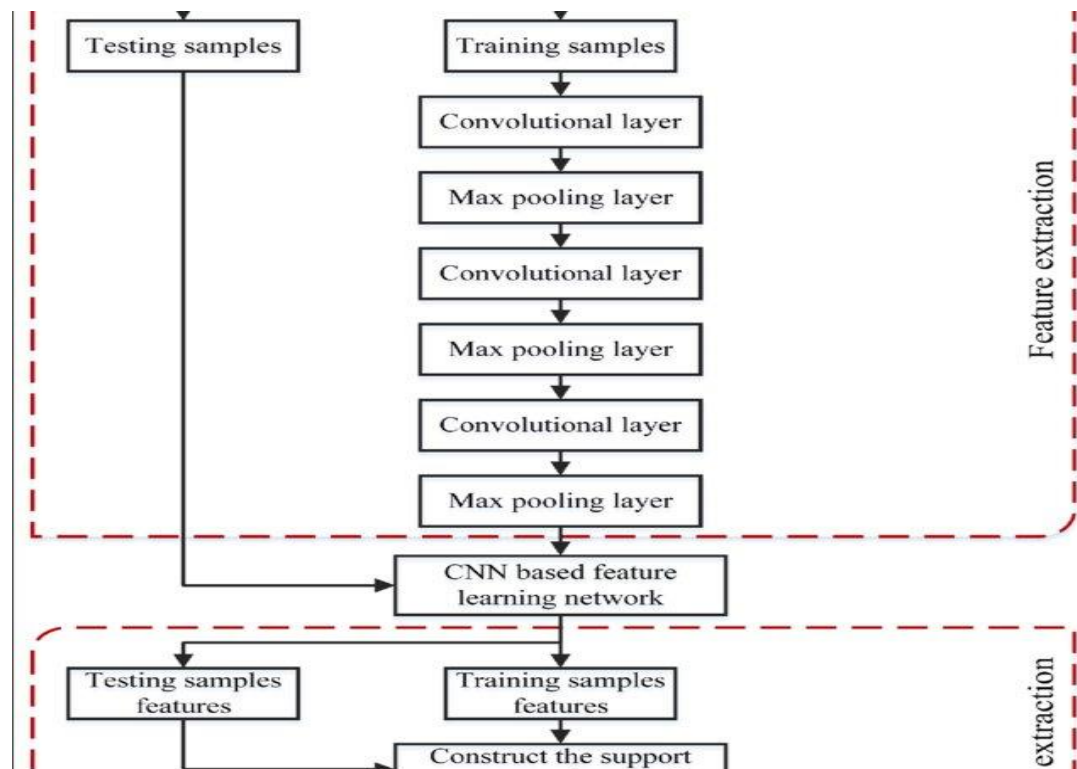 Testing samples
Training samples
Convolutional layer
Max pooling layer
Convolutional layer
Max pooling layer
Convolutional layer
Max pooling layer
Feature extraction
CNN based feature
learning network
Testing samples
features
Training samples
features
Construct the support
extraction